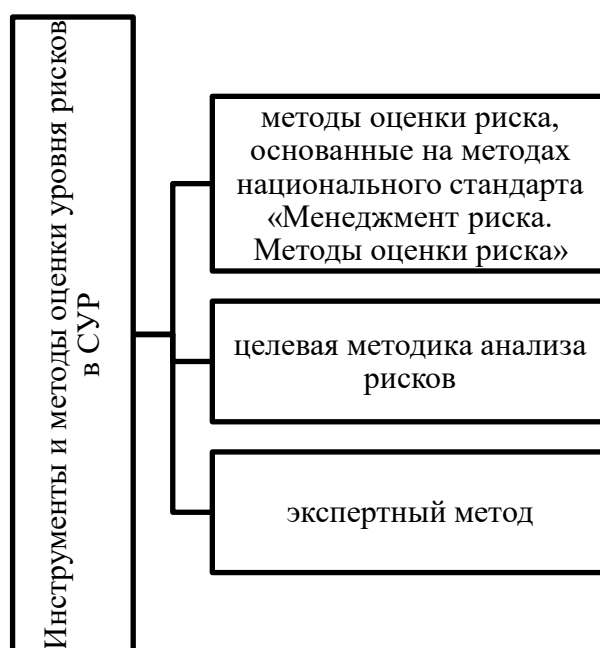 Инструменты и методы оценки уровня рисков
в СУР
методы оценки риска,
основанные на методах
национального стандарта
«Менеджмент риска.
Методы оценки риска»
целевая методика анализа
рисков
экспертный метод